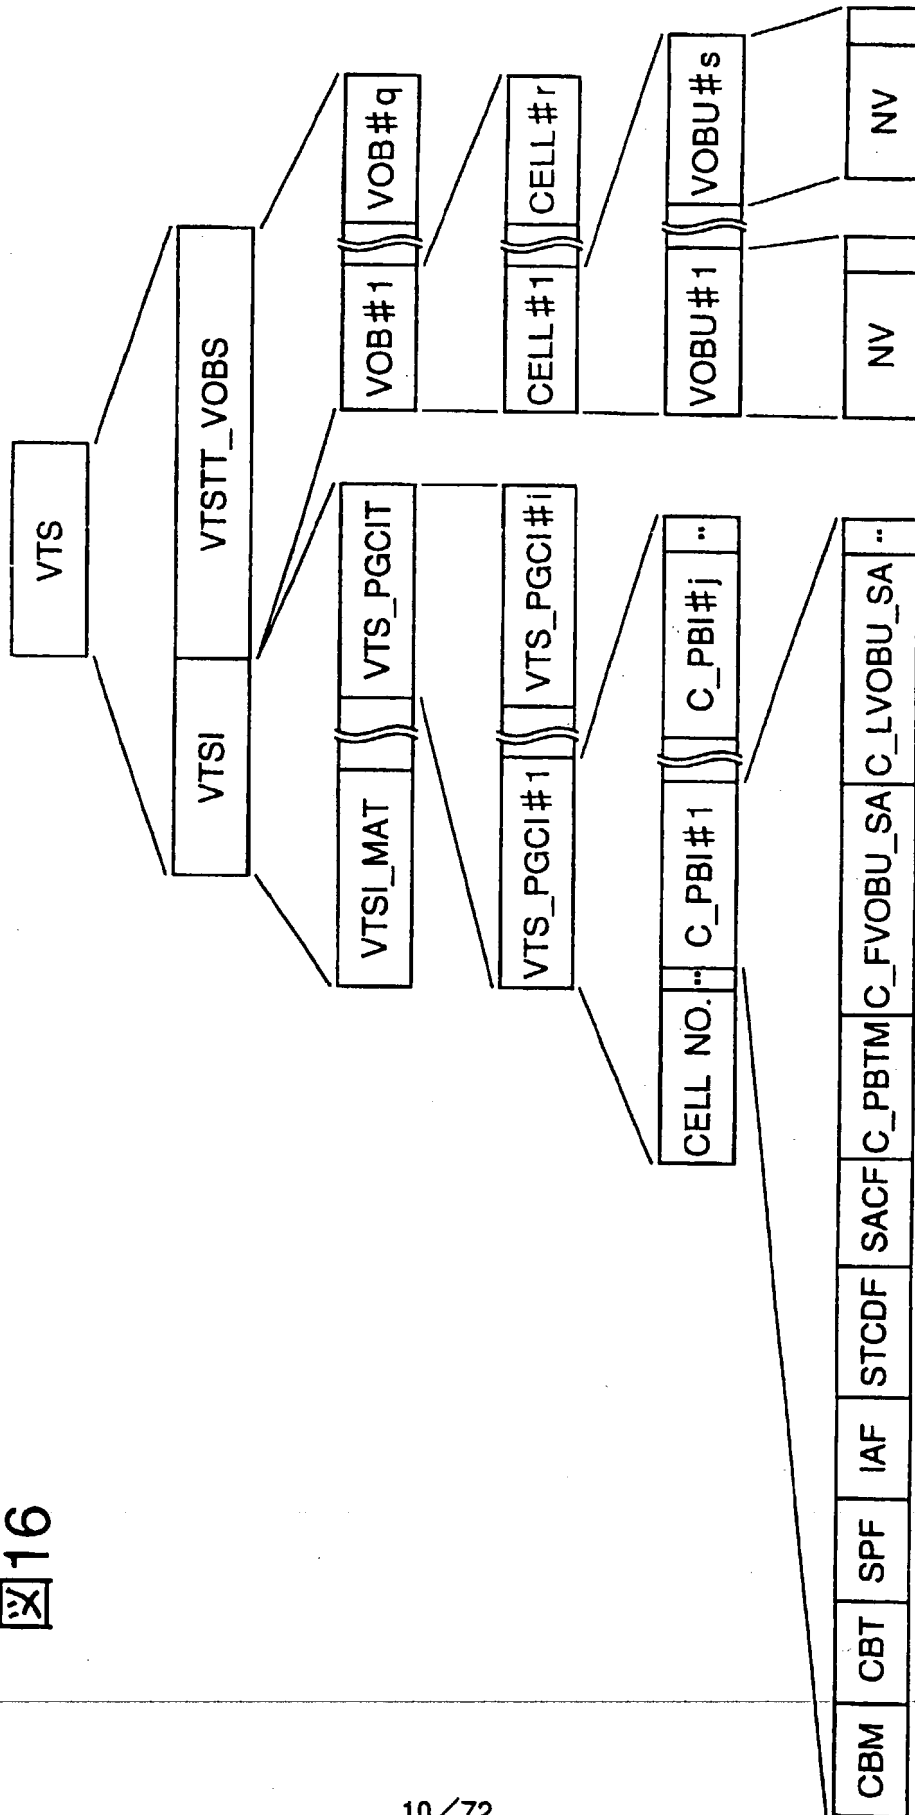 図16
VTS
VTSI VTSTT_VOBS
VTSI_MAT VTS_PGCIT VOB#1 VOB#q
VTS_PGCI#1 VTS_PGCI#i CELL#1 CELL#r
CELL NO. ·· C_PBI#1 C_PBI#j ·· VOBU#1 VOBU#s
CBM CBT SPF IAF STCDF SACF C_PBTM C_FVOBU_SA C_LVOBU_SA ·· NV NV
10/72